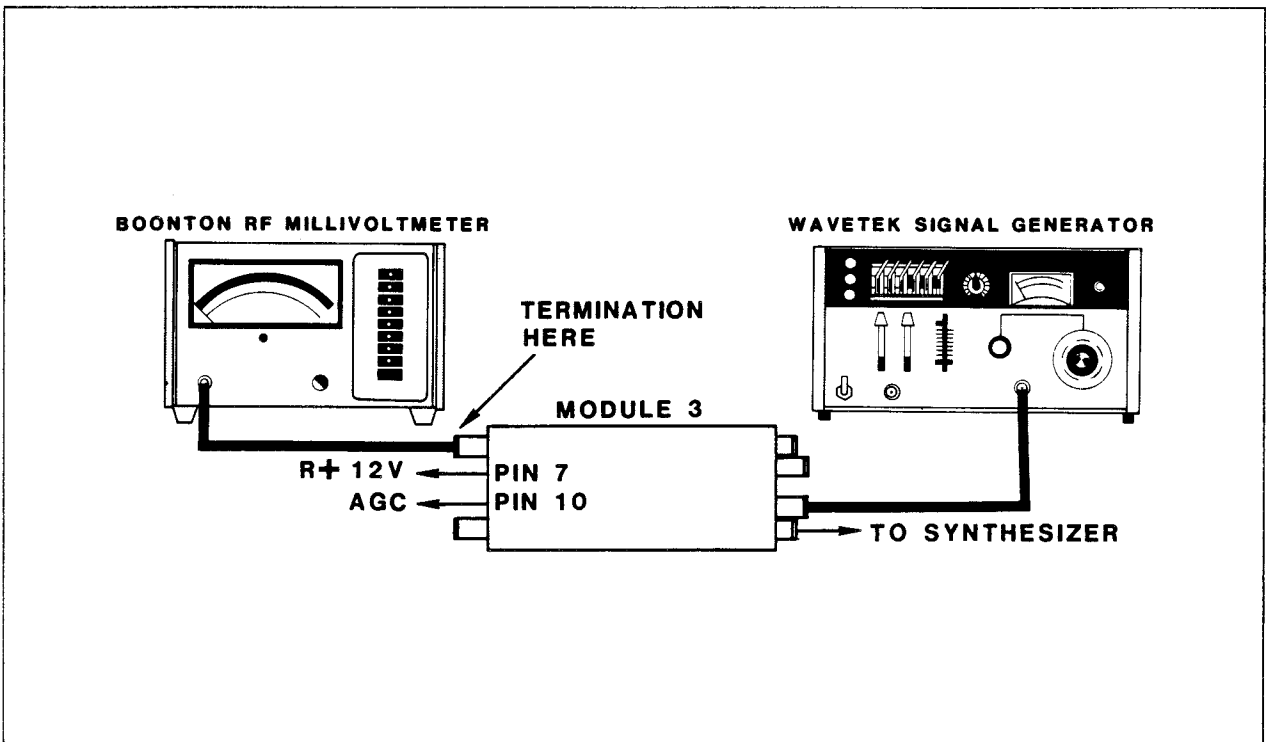 BOONTON RF MILLIVOLTMETER
WAVETEK SIGNAL GENERATOR
TERMINATION
HERE
MODULE 3
R+ 12V
PIN 7
AGC
PIN 10
TO SYNTHESIZER